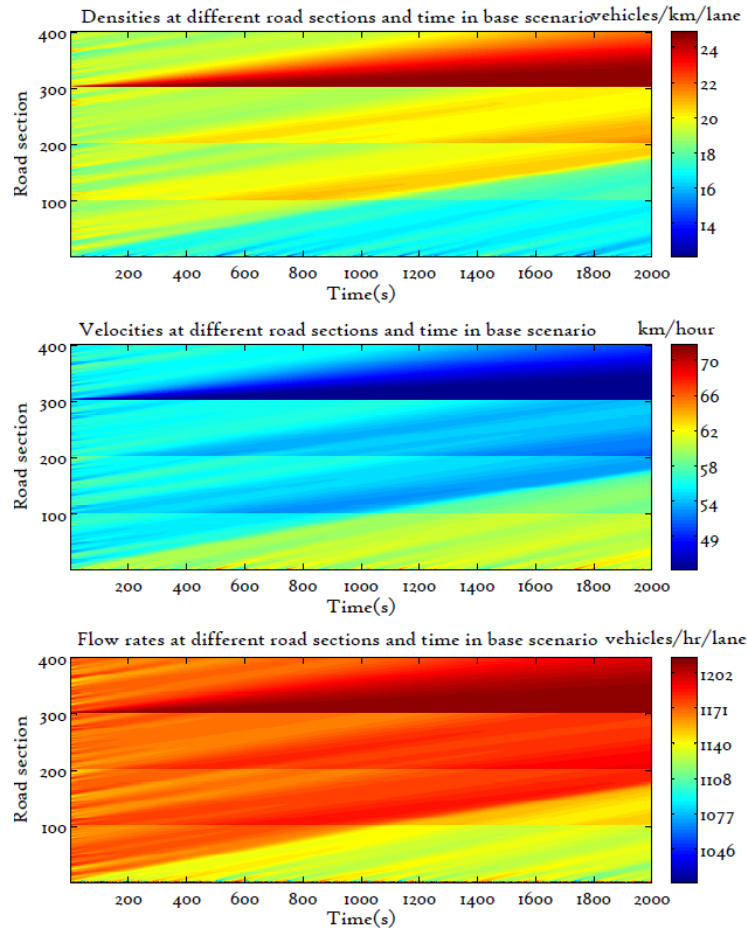 Densities at different road sections and time in base scenario vehicles/km/lane
400
300
200
100
Road section
200 400 600 800 1000 1200 1400 1600 1800 2000
Time(s)
24
22
20
18
16
14
Velocities at different road sections and time in base scenario km/hour
400
300
200
100
Road section
200 400 600 800 1000 1200 1400 1600 1800 2000
Time(s)
70
66
62
58
54
49
Flow rates at different road sections and time in base scenario vehicles/hr/lane
400
300
200
100
Road section
200 400 600 800 1000 1200 1400 1600 1800 2000
Time(s)
1202
1171
1140
1108
1077
1046